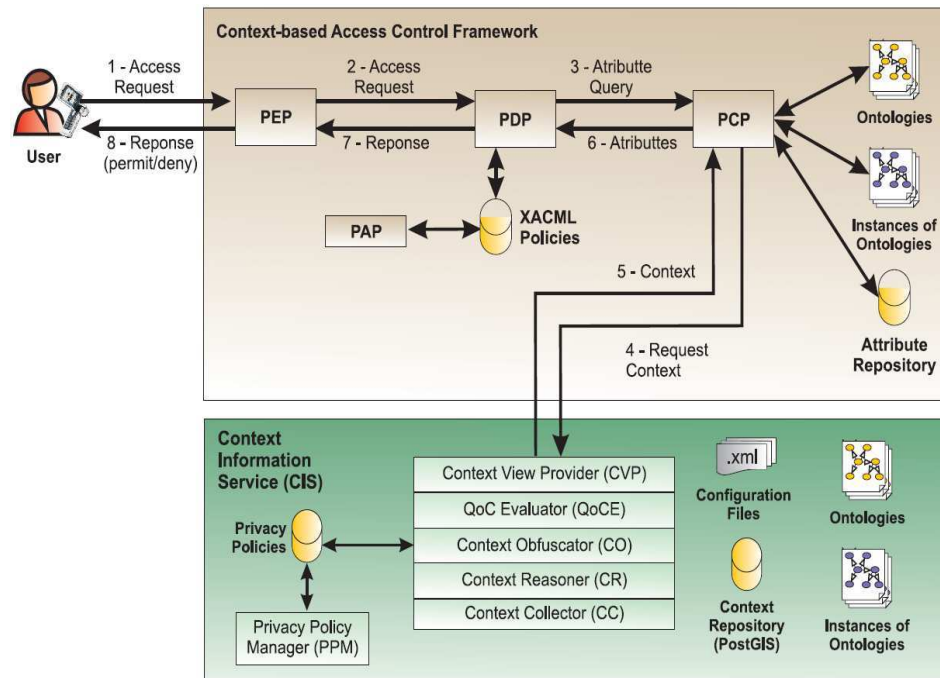 Context-based Access Control Framework
1 - Access
Request
2 - Access
Request
3 - Atributte
Query
PEP
PDP
PCP
Ontologies
User
8 - Reponse
(permit/deny)
7 - Reponse
6 - Atributtes
Instances of
Ontologies
PAP
XACML
Policies
5 - Context
4 - Request
Context
Attribute
Repository
Context
Information
Service (CIS)
Context View Provider (CVP)
QoC Evaluator (QoCE)
Context Obfuscator (CO)
Context Reasoner (CR)
Context Collector (CC)
Privacy
Policies
Privacy Policy
Manager (PPM)
.xml
Configuration
Files
Ontologies
Context
Repository
(PostGIS)
Instances of
Ontologies